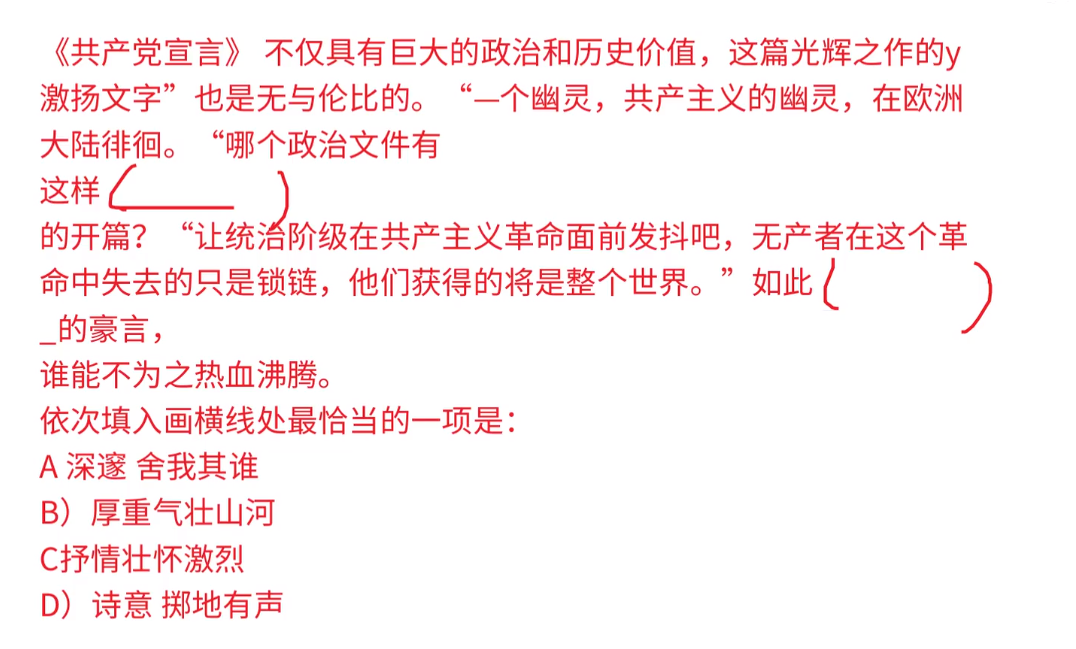 《共产党宣言》 不仅具有巨大的政治和历史价值，这篇光辉之作的y
激扬文字”也是无与伦比的。“—个幽灵，共产主义的幽灵，在欧洲
大陆徘徊。“哪个政治文件有
这样(______)
的开篇？“让统治阶级在共产主义革命面前发抖吧，无产者在这个革
命中失去的只是锁链，他们获得的将是整个世界。”如此( )
_的豪言，
谁能不为之热血沸腾。
依次填入画横线处最恰当的一项是：
A 深邃 舍我其谁
B）厚重气壮山河
C抒情壮怀激烈
D）诗意 掷地有声